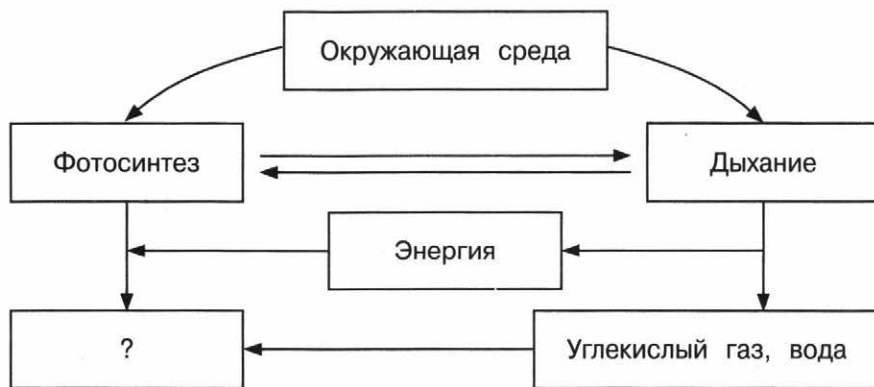 Окружающая среда
Фотосинтез
Дыхание
Энергия
?
Углекислый газ, вода